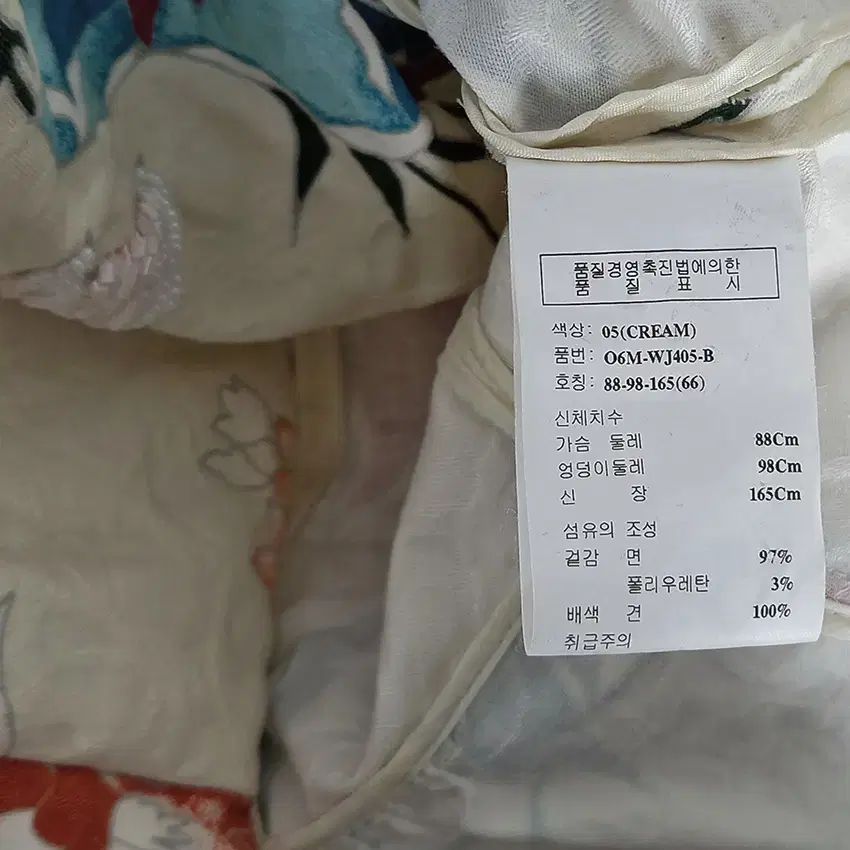 품질경영촉진법에의한
품 질 표 시
색상: 05(CREAM)
품번: O6M-WJ405-B
호칭: 88-98-165(66)
신체치수
가슴 둘레 88Cm
엉덩이둘레 98Cm
신 장 165Cm
섬유의 조성
겉감 면 97%
폴리우레탄 3%
배색 견 100%
취급주의